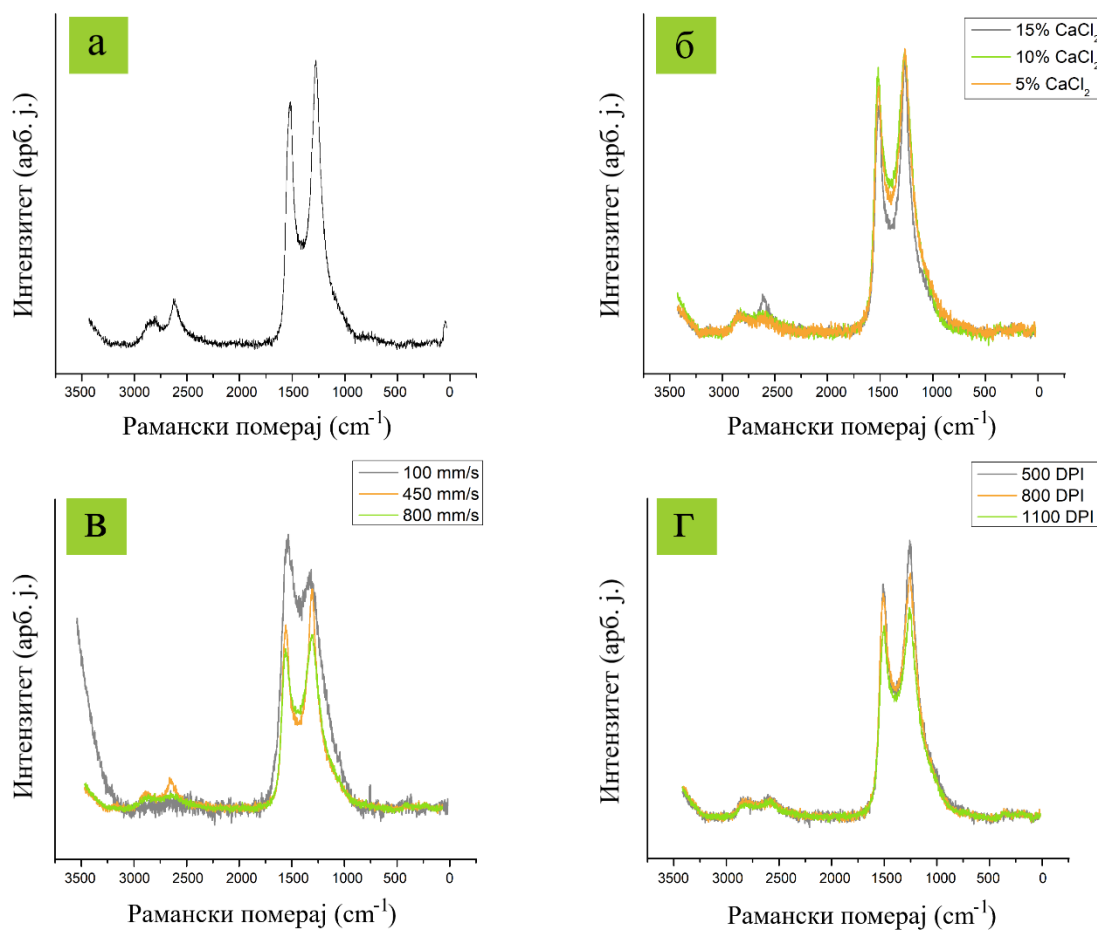 а
Интензитет (арб. j.)
3500 3000 2500 2000 1500 1000 500 0
Рамански померај (cm⁻¹)
б
15% CaCl₂
10% CaCl₂
5% CaCl₂
Интензитет (арб. j.)
3500 3000 2500 2000 1500 1000 500 0
Рамански померај (cm⁻¹)
в
100 mm/s
450 mm/s
800 mm/s
Интензитет (арб. j.)
3500 3000 2500 2000 1500 1000 500 0
Рамански померај (cm⁻¹)
г
500 DPI
800 DPI
1100 DPI
Интензитет (арб. j.)
3500 3000 2500 2000 1500 1000 500 0
Рамански померај (cm⁻¹)